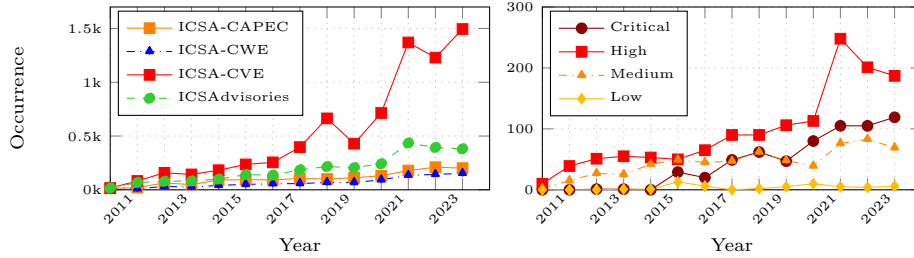 Occurrence
1.5k
1k
0.5k
0k
ICSA-CAPEC
ICSA-CWE
ICSA-CVE
ICSAdvisories
2011
2013
2015
2017
2019
2021
2023
Year
300
200
100
0
Critical
High
Medium
Low
2011
2013
2015
2017
2019
2021
2023
Year